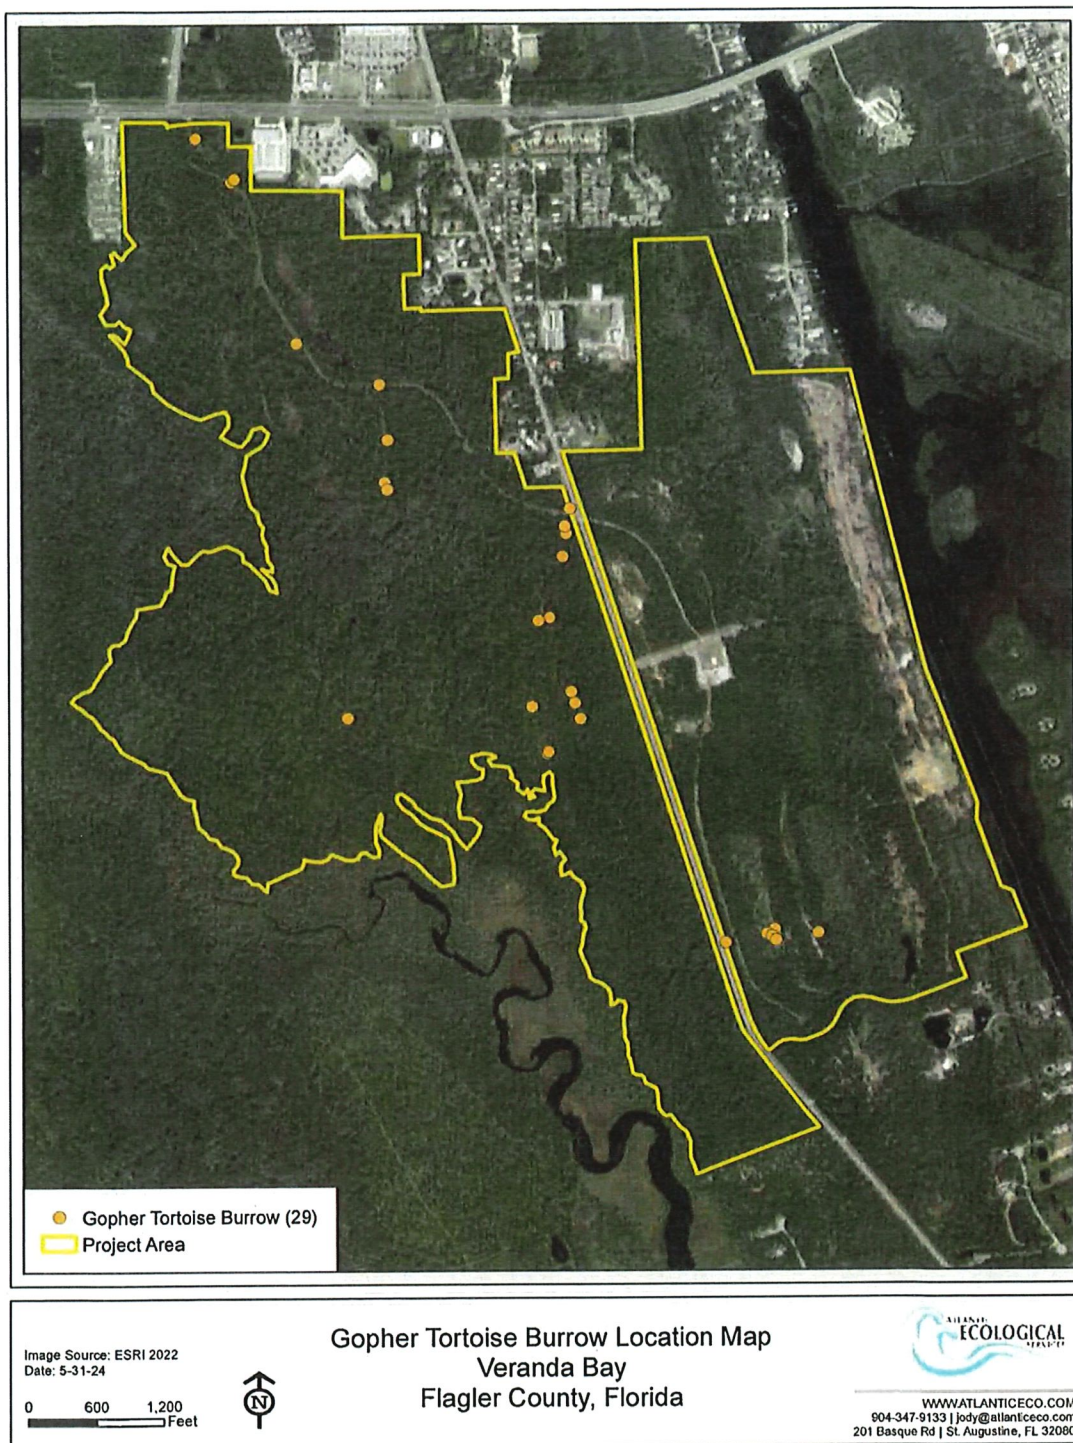 Gopher Tortoise Burrow (29)
Project Area
Image Source: ESRI 2022
Date: 5-31-24
0 600 1,200
Feet
N
Gopher Tortoise Burrow Location Map
Veranda Bay
Flagler County, Florida
ECOLOGICAL
WWW.ATLANTICECO.COM
904-347-9133 | jody@atlanticeco.com
201 Basque Rd | St. Augustine, FL 32080